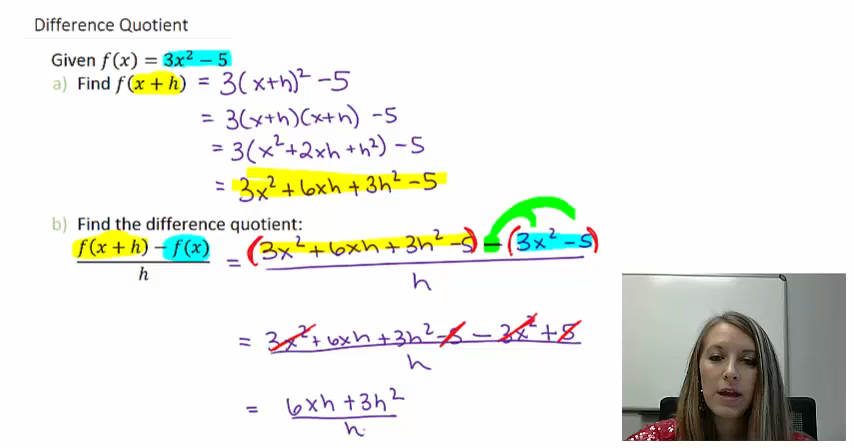 Difference Quotient
Given f(x) = 3x² − 5
a) Find f(x + h) = 3(x+h)² −5
= 3(x+h)(x+h) −5
= 3(x²+2xh+h²) −5
= 3x²+6xh+3h²−5
b) Find the difference quotient:
f(x + h) − f(x) / h = (3x²+6xh+3h²−5) − (3x²−5) / h
= 3x²+6xh+3h²−5 − 3x²+5 / h
= 6xh+3h² / h